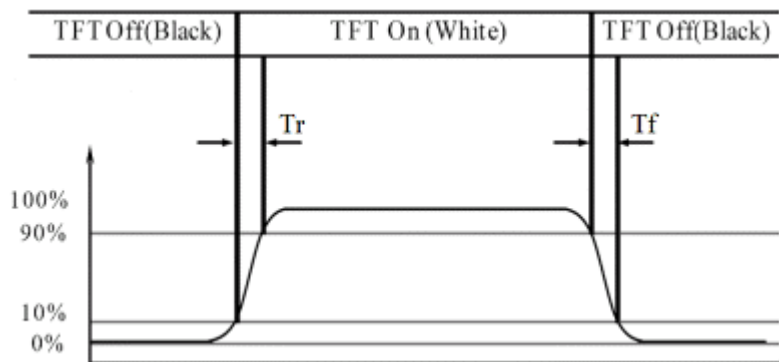 TFT Off(Black) TFT On (White) TFT Off(Black)
Tr Tf
100%
90%
10%
0%